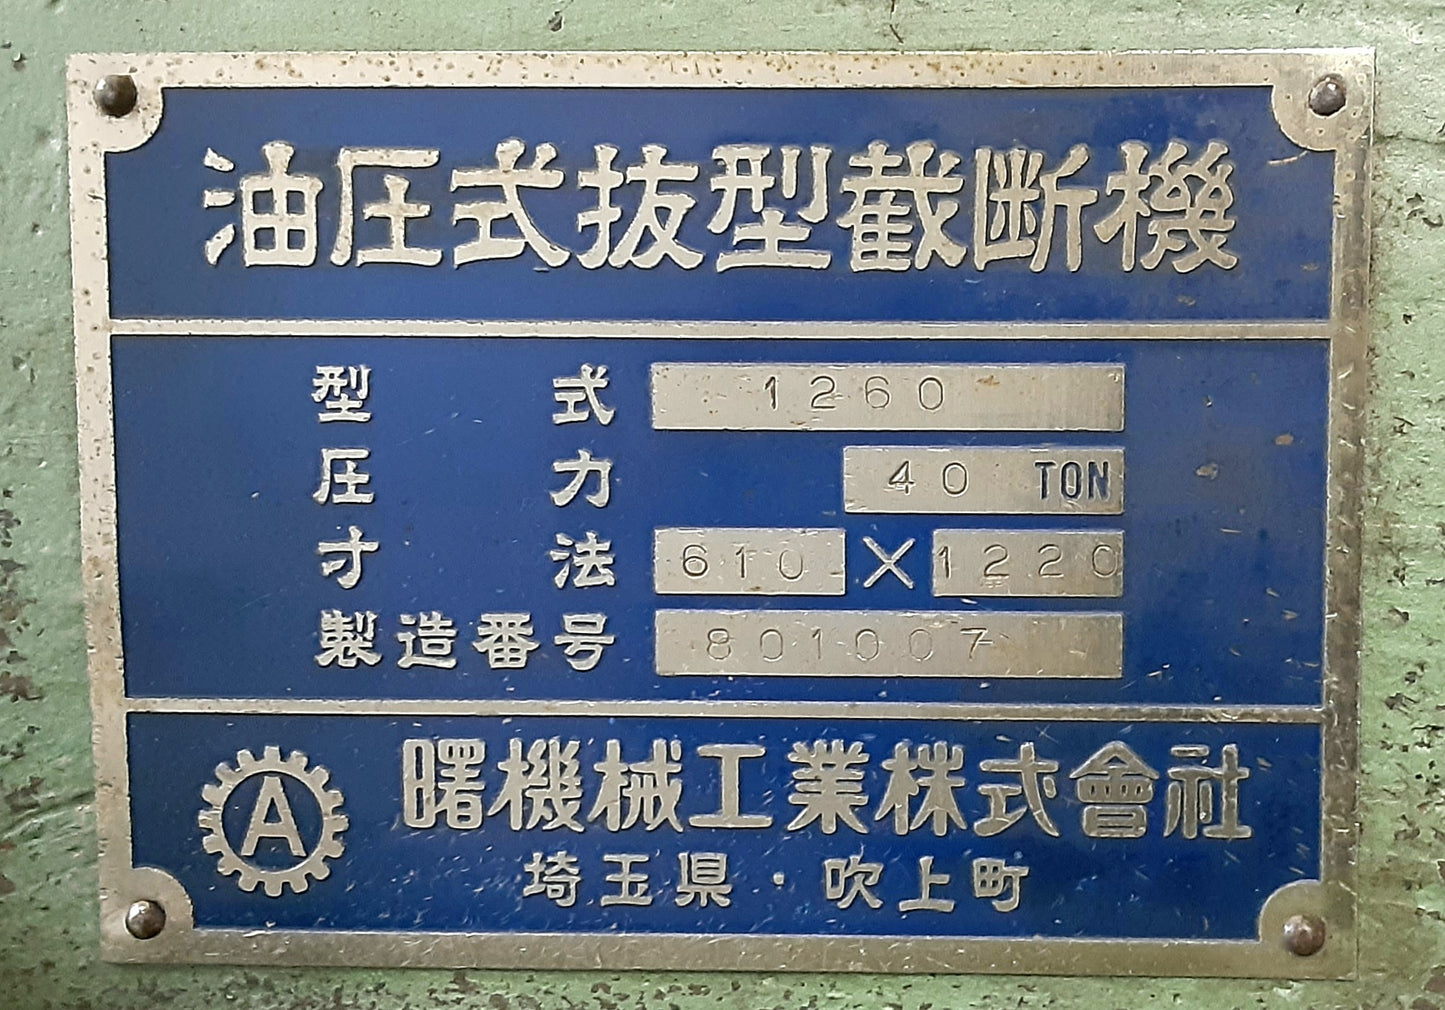 油圧式抜型截断機
型式 1260
圧力 40 TON
寸法 610 × 1220
製造番号 801007
A 曙機械工業株式會社
埼玉県・吹上町